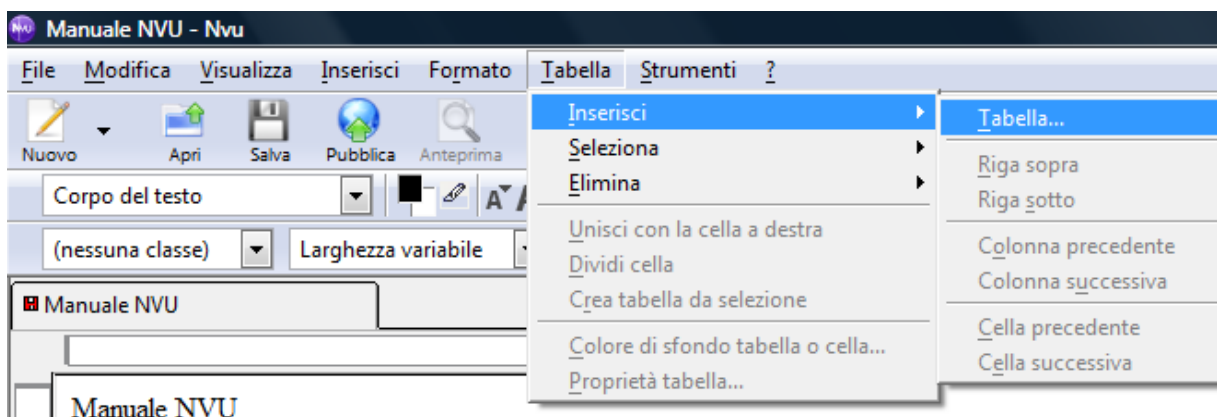 Manuale NVU - Nvu
File Modifica Visualizza Inserisci Formato Tabella Strumenti ?
Nuovo Apri Salva Pubblica Anteprima
Corpo del testo
(nessuna classe) Larghezza variabile
Manuale NVU
Manuale NVU
Inserisci
Seleziona
Elimina
Unisci con la cella a destra
Dividi cella
Crea tabella da selezione
Colore di sfondo tabella o cella...
Proprietà tabella...
Tabella...
Riga sopra
Riga sotto
Colonna precedente
Colonna successiva
Cella precedente
Cella successiva